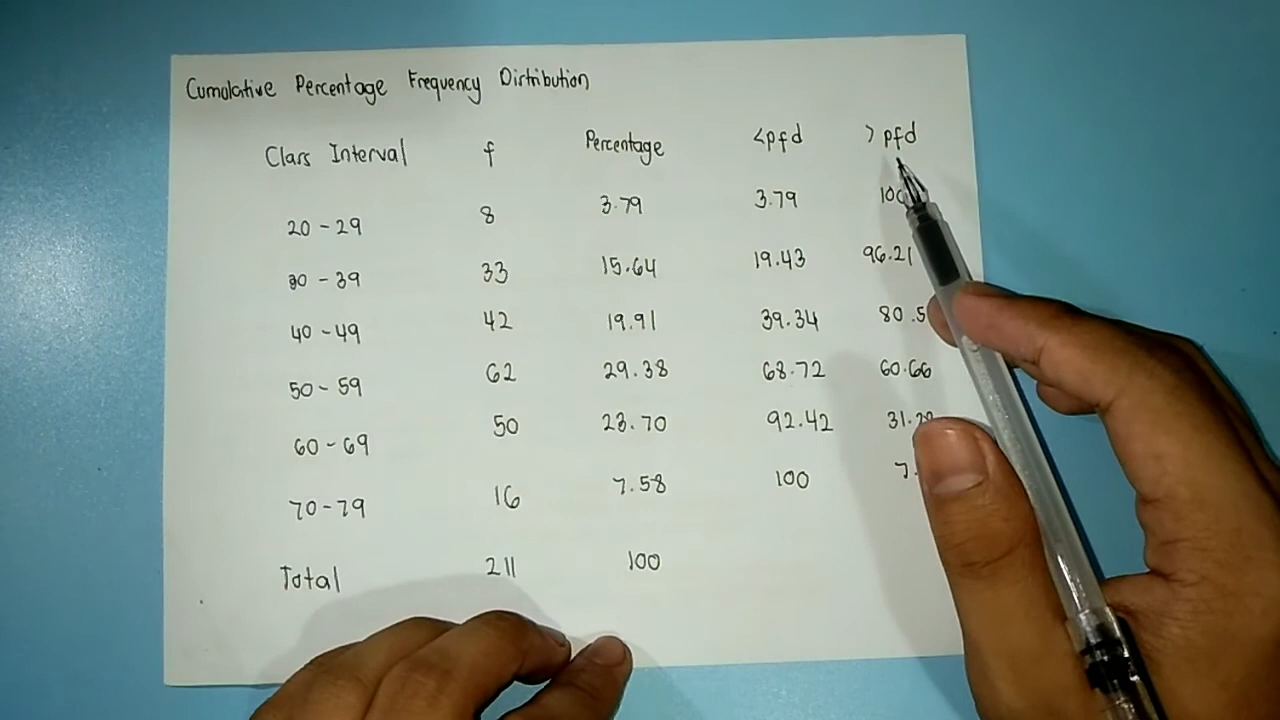 Cumulative Percentage Frequency Distribution
Class Interval f Percentage <pfd >pfd
20 - 29 8 3.79 3.79
30 - 39 33 15.64 19.43 96.21
40 - 49 42 19.91 39.34
50 - 59 62 29.38 68.72 60.66
60 - 69 50 23.70 92.42
70 - 79 16 7.58 100
Total 211 100